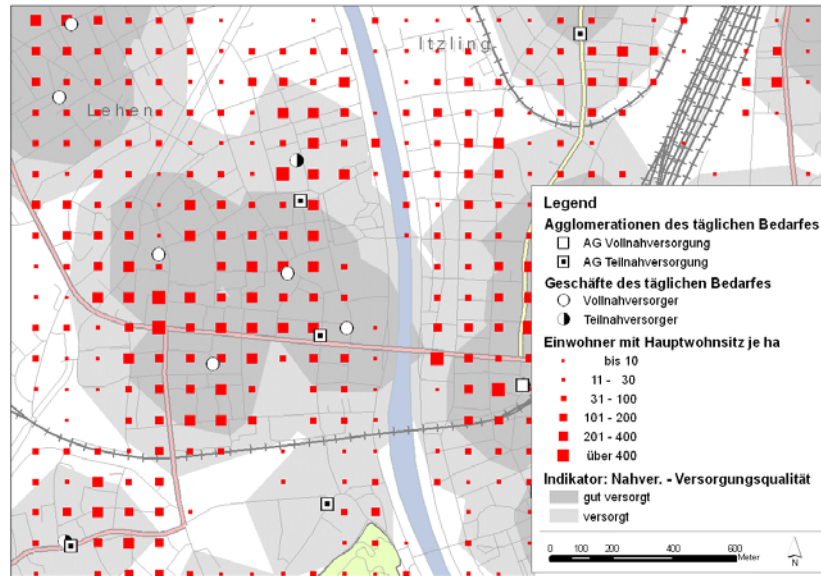 Itzling
Lehen
Legend
Agglomerationen des täglichen Bedarfes
AG Vollnahversorgung
AG Teilnahversorgung
Geschäfte des täglichen Bedarfes
Vollnahversorger
Teilnahversorger
Einwohner mit Hauptwohnsitz je ha
bis 10
11 - 30
31 - 100
101 - 200
201 - 400
über 400
Indikator: Nahver. - Versorgungsqualität
gut versorgt
versorgt
0 100 200 400 600
Meter
N